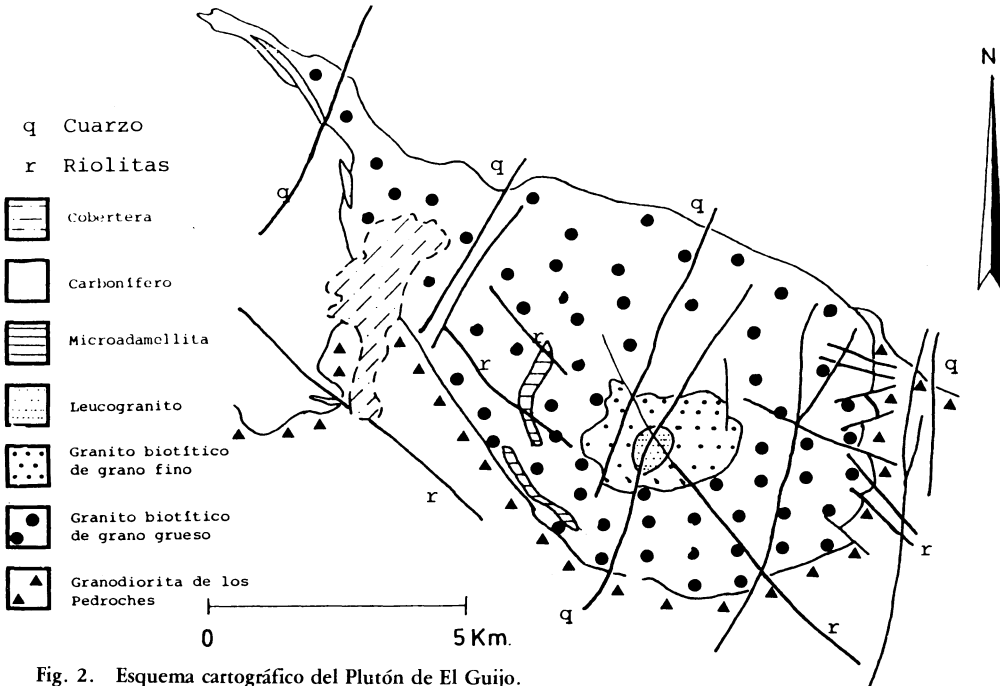 N
q Cuarzo
r Riolitas
Cobertera
Carbonífero
Microadamellita
Leucogranito
Granito biotítico
de grano fino
Granito biotítico
de grano grueso
Granodiorita de los
Pedroches
q
q
q
q
q
r
r
r
r
r
0 5 Km.
Fig. 2. Esquema cartográfico del Plutón de El Guijo.